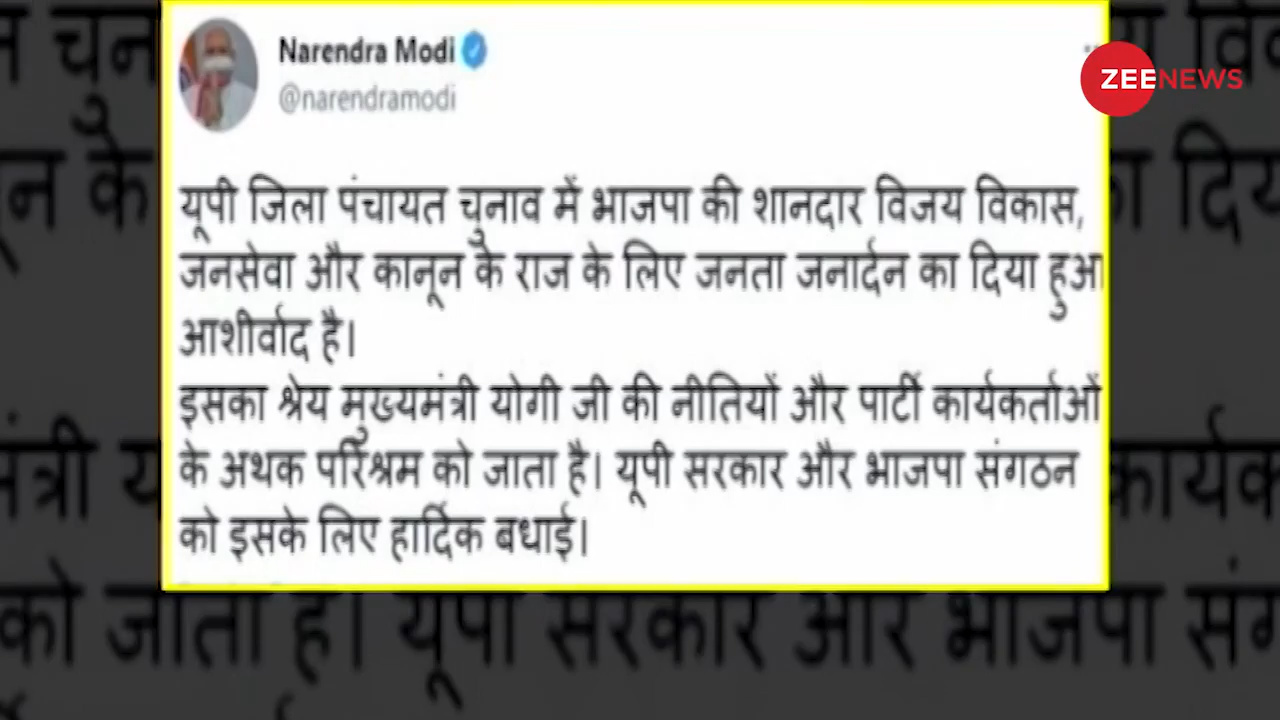 Narendra Modi
@narendramodi
ZEENEWS
यूपी जिला पंचायत चुनाव में भाजपा की शानदार विजय विकास,
जनसेवा और कानून के राज के लिए जनता जनार्दन का दिया हुआ
आशीर्वाद है।
इसका श्रेय मुख्यमंत्री योगी जी की नीतियों और पार्टी कार्यकर्ताओं
के अथक परिश्रम को जाता है। यूपी सरकार और भाजपा संगठन
को इसके लिए हार्दिक बधाई।